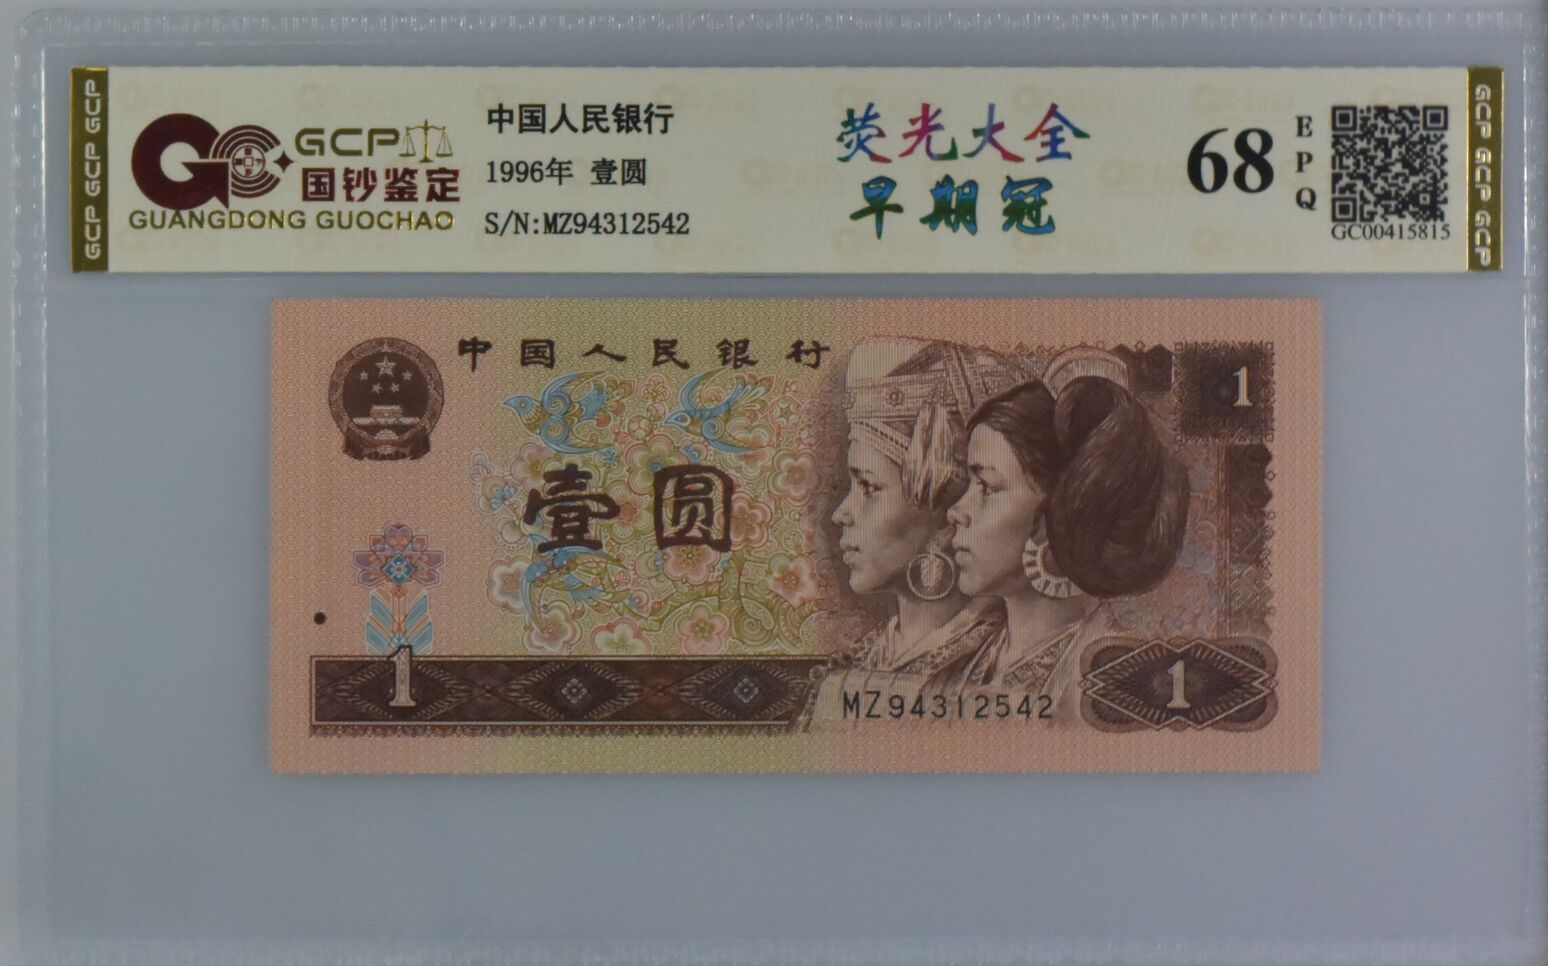 GCP GCP GCP
GCP
国钞鉴定
GUANGDONG GUOCHAO
中国人民银行
1996年 壹圆
S/N:MZ94312542
荧光大全
早期冠
68
EPQ
GC00415815
GCP GCP GCP
中国人民银行
1
壹圆
1
MZ94312542
1